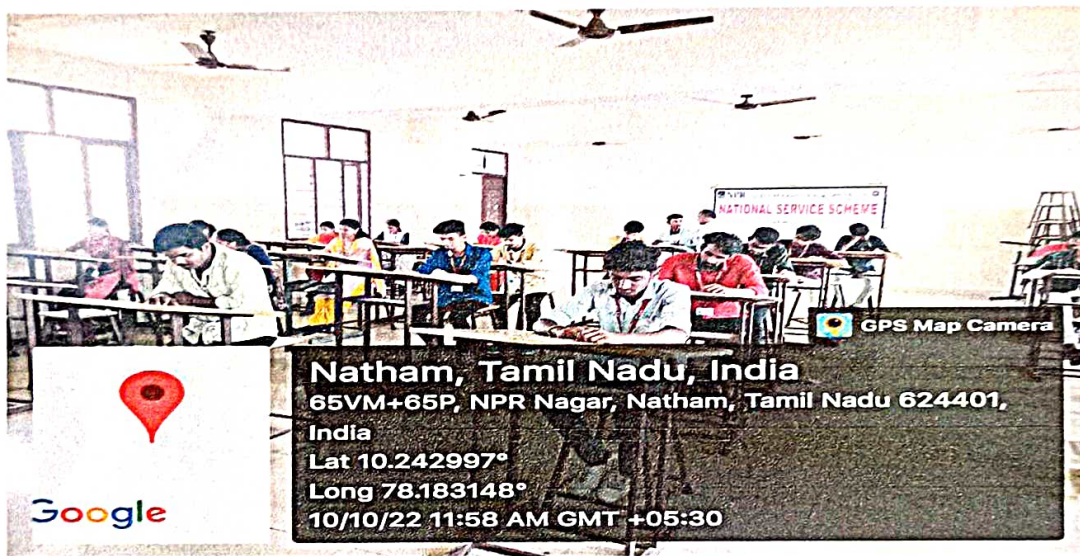 NATIONAL SERVICE SCHEME
GPS Map Camera
Natham, Tamil Nadu, India
65VM+65P, NPR Nagar, Natham, Tamil Nadu 624401,
India
Lat 10.242997°
Long 78.183148°
10/10/22 11:58 AM GMT +05:30
Google